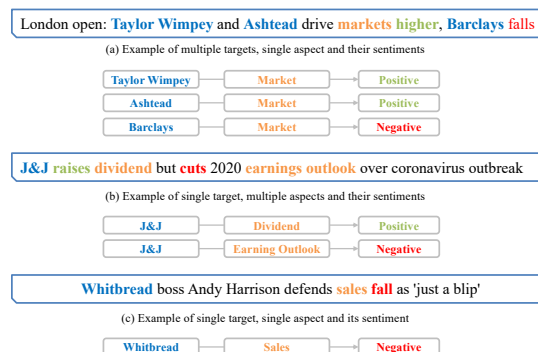 London open: Taylor Wimpey and Ashtead drive markets higher, Barclays falls
(a) Example of multiple targets, single aspect and their sentiments
Taylor Wimpey Market Positive
Ashtead Market Positive
Barclays Market Negative
J&J raises dividend but cuts 2020 earnings outlook over coronavirus outbreak
(b) Example of single target, multiple aspects and their sentiments
J&J Dividend Positive
J&J Earning Outlook Negative
Whitbread boss Andy Harrison defends sales fall as 'just a blip'
(c) Example of single target, single aspect and its sentiment
Whitbread Sales Negative